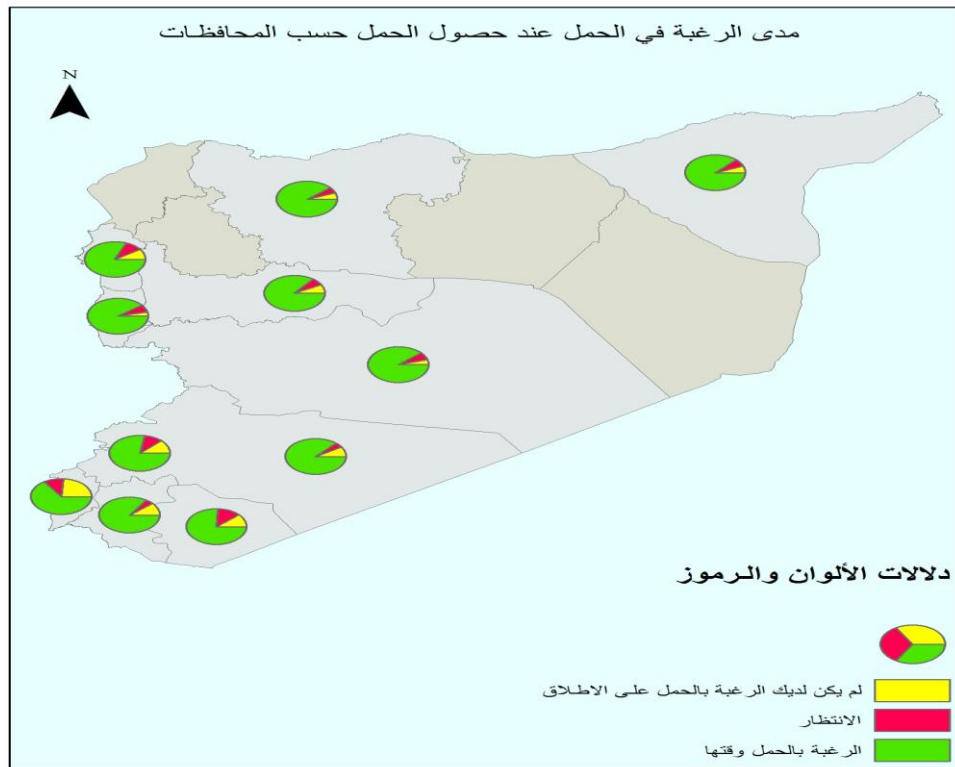 مدى الرغبة في الحمل عند حصول الحمل حسب المحافظات
N
دلالات الألوان والرموز
لم يكن لديك الرغبة بالحمل على الاطلاق
الانتظار
الرغبة بالحمل وقتها